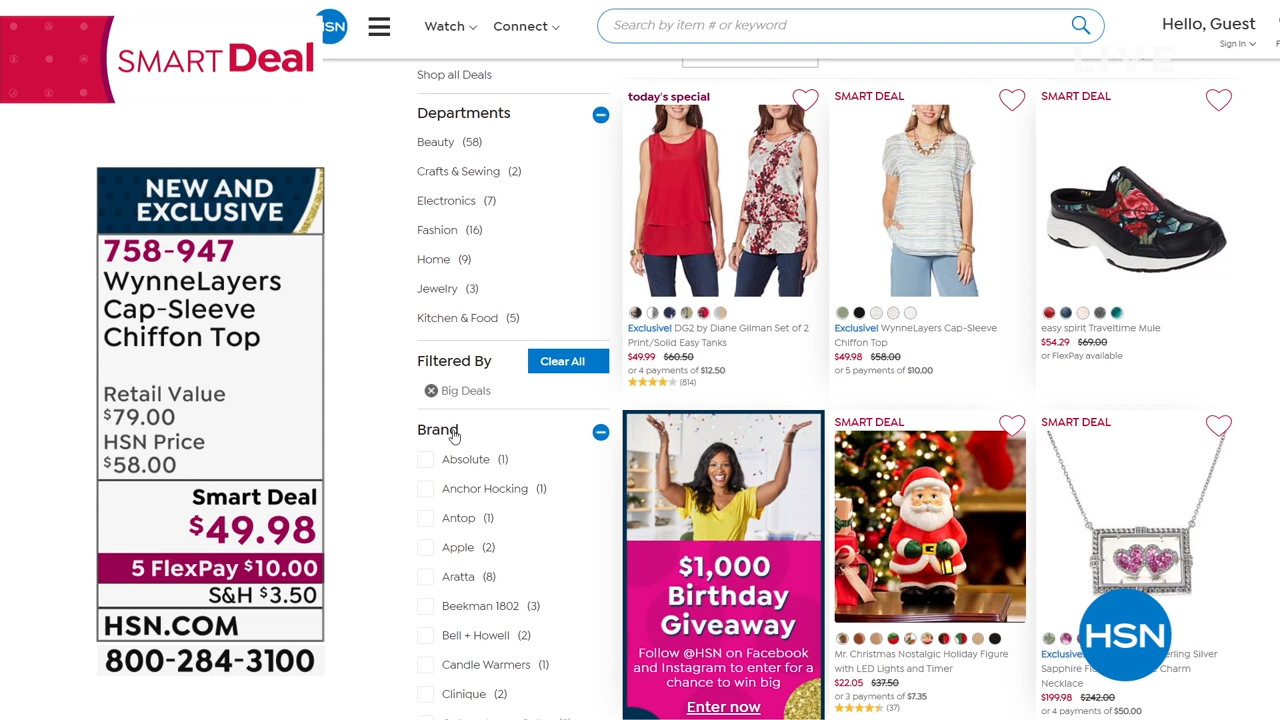 SMART Deal
HSN
Watch
Connect
Search by item # or keyword
Hello, Guest
Sign In
LIVE
NEW AND
EXCLUSIVE
758-947
WynneLayers
Cap-Sleeve
Chiffon Top
Retail Value
$79.00
HSN Price
$58.00
Smart Deal
$49.98
5 FlexPay $10.00
S&H $3.50
HSN.COM
800-284-3100
Shop all Deals
Departments
Beauty (58)
Crafts & Sewing (2)
Electronics (7)
Fashion (16)
Home (9)
Jewelry (3)
Kitchen & Food (5)
Filtered By
Clear All
Big Deals
Brand
Absolute (1)
Anchor Hocking (1)
Antop (1)
Apple (2)
Aratta (8)
Beekman 1802 (3)
Bell + Howell (2)
Candle Warmers (1)
Clinique (2)
today's special
Exclusive! DG2 by Diane Gilman Set of 2
Print/Solid Easy Tanks
$49.99 $60.50
or 4 payments of $12.50
(814)
SMART DEAL
Exclusive! WynneLayers Cap-Sleeve
Chiffon Top
$49.98 $58.00
or 5 payments of $10.00
SMART DEAL
easy spirit Traveltime Mule
$54.29 $69.00
or FlexPay available
$1,000
Birthday
Giveaway
Follow @HSN on Facebook
and Instagram to enter for a
chance to win big
Enter now
SMART DEAL
Mr. Christmas Nostalgic Holiday Figure
with LED Lights and Timer
$22.05 $37.50
or 3 payments of $7.35
(37)
SMART DEAL
HSN
Exclusive
erling Silver
Sapphire
Charm
Necklace
$199.98 $242.00
or 4 payments of $50.00